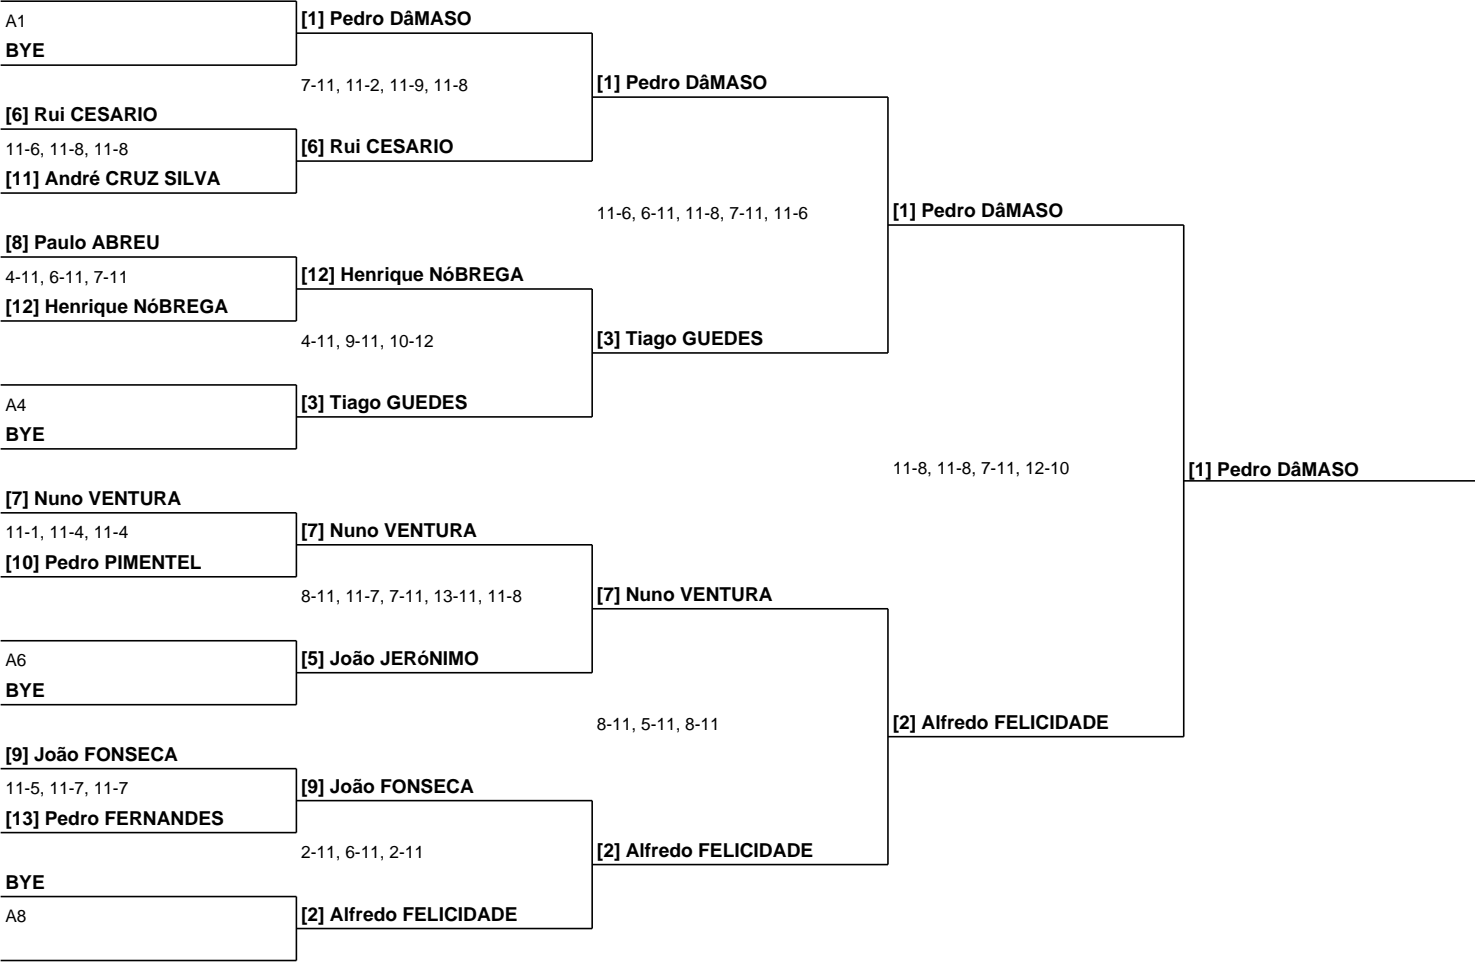 A1
BYE
[6] Rui CESARIO
11-6, 11-8, 11-8
[11] André CRUZ SILVA
[8] Paulo ABREU
4-11, 6-11, 7-11
[12] Henrique NóBREGA
A4
BYE
[7] Nuno VENTURA
11-1, 11-4, 11-4
[10] Pedro PIMENTEL
A6
BYE
[9] João FONSECA
11-5, 11-7, 11-7
[13] Pedro FERNANDES
BYE
A8
[1] Pedro DâMASO
7-11, 11-2, 11-9, 11-8
[6] Rui CESARIO
[12] Henrique NóBREGA
4-11, 9-11, 10-12
[3] Tiago GUEDES
[7] Nuno VENTURA
8-11, 11-7, 7-11, 13-11, 11-8
[5] João JERóNIMO
[9] João FONSECA
2-11, 6-11, 2-11
[2] Alfredo FELICIDADE
[1] Pedro DâMASO
11-6, 6-11, 11-8, 7-11, 11-6
[3] Tiago GUEDES
[7] Nuno VENTURA
8-11, 5-11, 8-11
[2] Alfredo FELICIDADE
[1] Pedro DâMASO
11-8, 11-8, 7-11, 12-10
[2] Alfredo FELICIDADE
[1] Pedro DâMASO